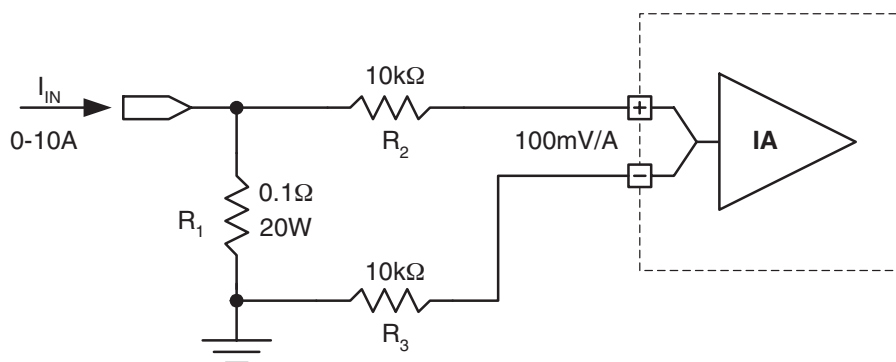 I_IN
0-10A
10kΩ
R_2
100mV/A
+
−
IA
R_1
0.1Ω
20W
10kΩ
R_3